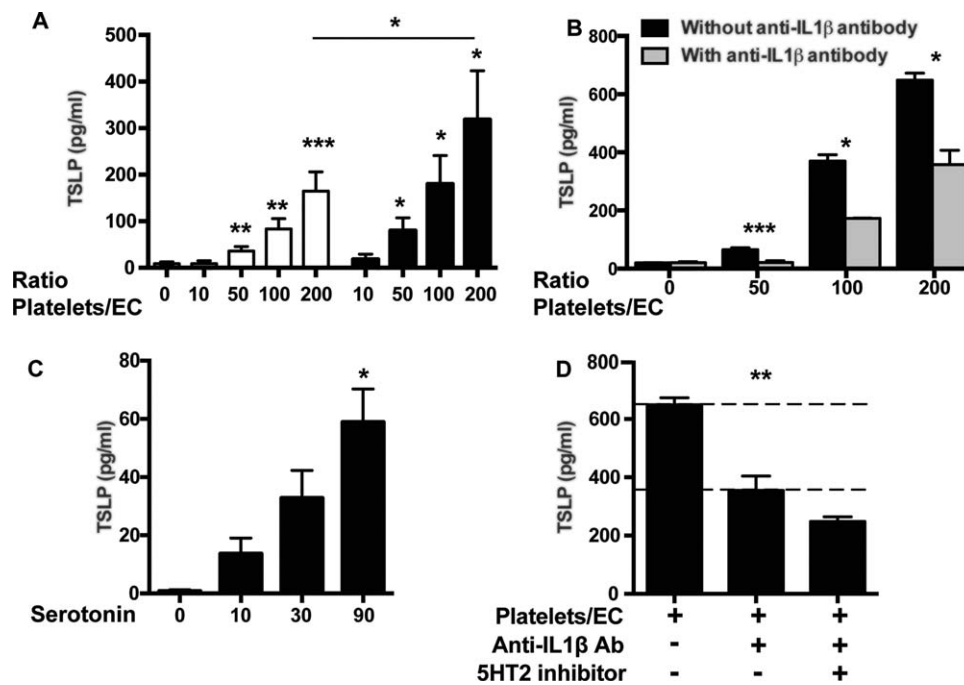 A
*
500
400
300
200
100
0
TSLP (pg/ml)
** ** *** * * * *
Ratio
Platelets/EC
0 10 50 100 200 10 50 100 200
B
Without anti-IL1β antibody
With anti-IL1β antibody
800
600
400
200
0
TSLP (pg/ml)
*** * *
Ratio
Platelets/EC
0 50 100 200
C
80
60
40
20
0
TSLP (pg/ml)
*
Serotonin 0 10 30 90
D
800
600
400
200
0
TSLP (pg/ml)
**
Platelets/EC + + +
Anti-IL1β Ab - + +
5HT2 inhibitor - - +